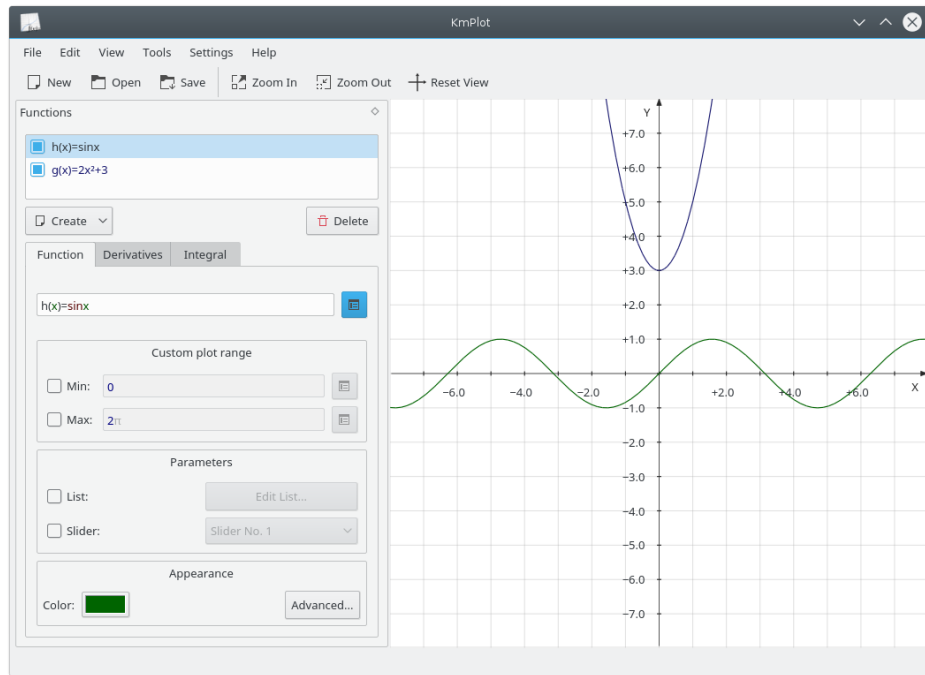 KmPlot
File Edit View Tools Settings Help
New Open Save Zoom In Zoom Out Reset View
Functions
h(x)=sinx
g(x)=2x²+3
Create Delete
Function Derivatives Integral
h(x)=sinx
Custom plot range
Min: 0
Max: 2π
Parameters
List: Edit List...
Slider: Slider No. 1
Appearance
Color: Advanced...
Y
+7.0
+6.0
+5.0
+4.0
+3.0
+2.0
+1.0
−6.0 −4.0 −2.0 +2.0 +4.0 +6.0 X
−1.0
−2.0
−3.0
−4.0
−5.0
−6.0
−7.0